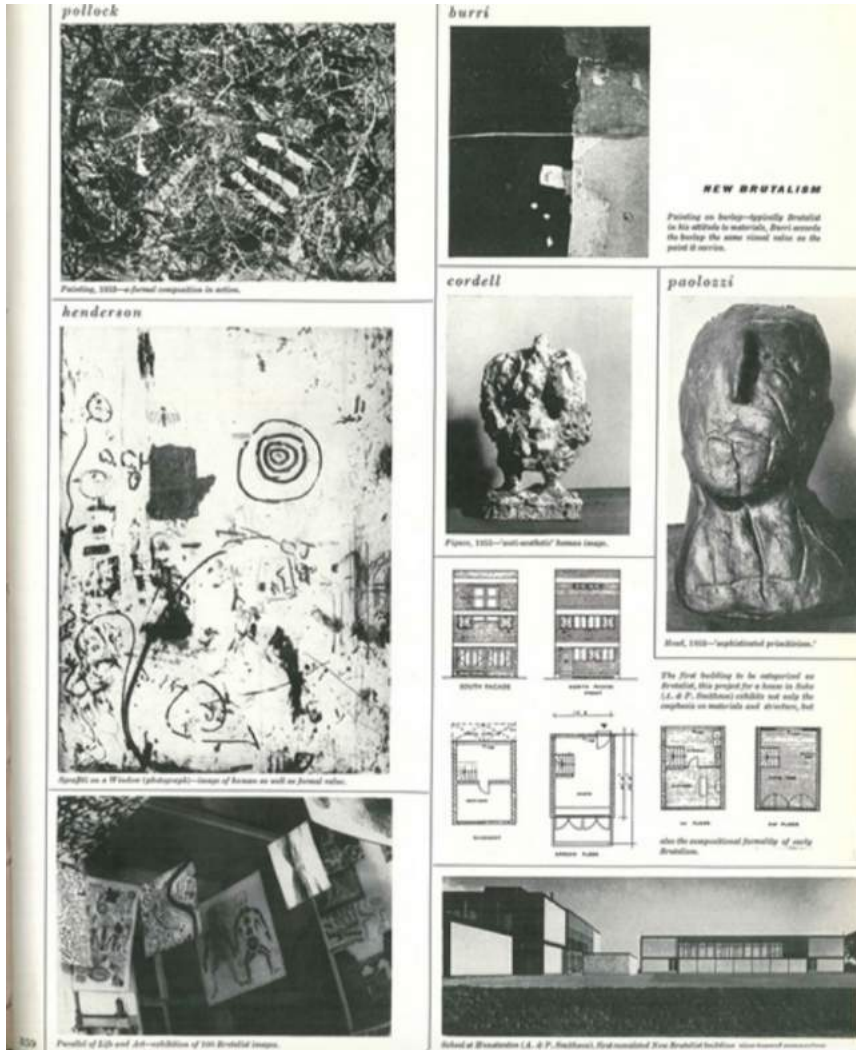 pollock
Painting, 1952—a formal composition in action.
henderson
Sgraffiti on a Window (photograph)—image of human as well as formal value.
Parallel of Life and Art—exhibition of 100 Brutalist images.
burri
NEW BRUTALISM
Painting on burlap—typically Brutalist
in his attitude to materials, Burri accords
the burlap the same visual value as the
paint it carries.
cordell
Figure, 1955—'anti-aesthetic' human image.
paolozzi
Head, 1953—'sophisticated primitivism.'
SOUTH FACADE
The first building to be categorized as
Brutalist, this project for a house in Soho
(A. & P. Smithson) exhibits not only the
emphasis on materials and structure, but
BASEMENT
GROUND FLOOR
also the compositional formality of early
Brutalism.
School at Hunstanton (A. & P. Smithson), first completed New Brutalist building